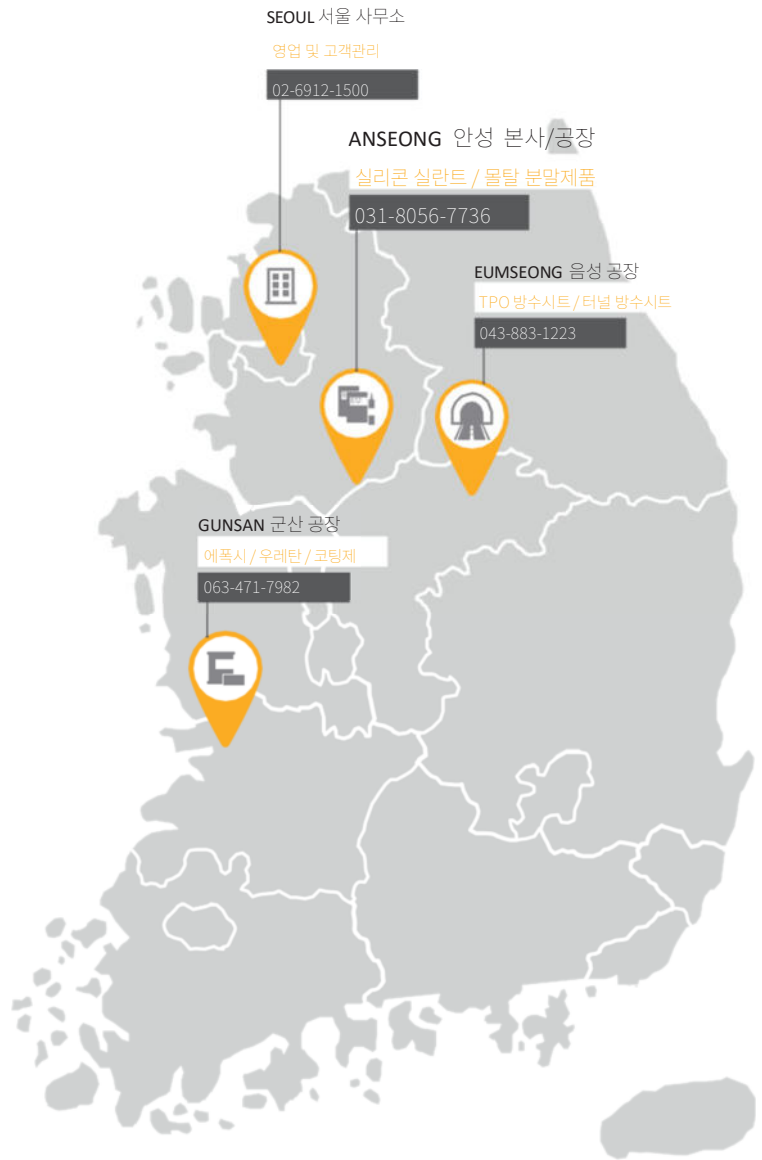 SEOUL 서울 사무소
영업 및 고객관리
02-6912-1500
ANSEONG 안성 본사/공장
실리콘 실란트 / 몰탈 분말제품
031-8056-7736
EUMSEONG 음성 공장
TPO 방수시트 / 터널 방수시트
043-883-1223
GUNSAN 군산 공장
에폭시 / 우레탄 / 코팅제
063-471-7982